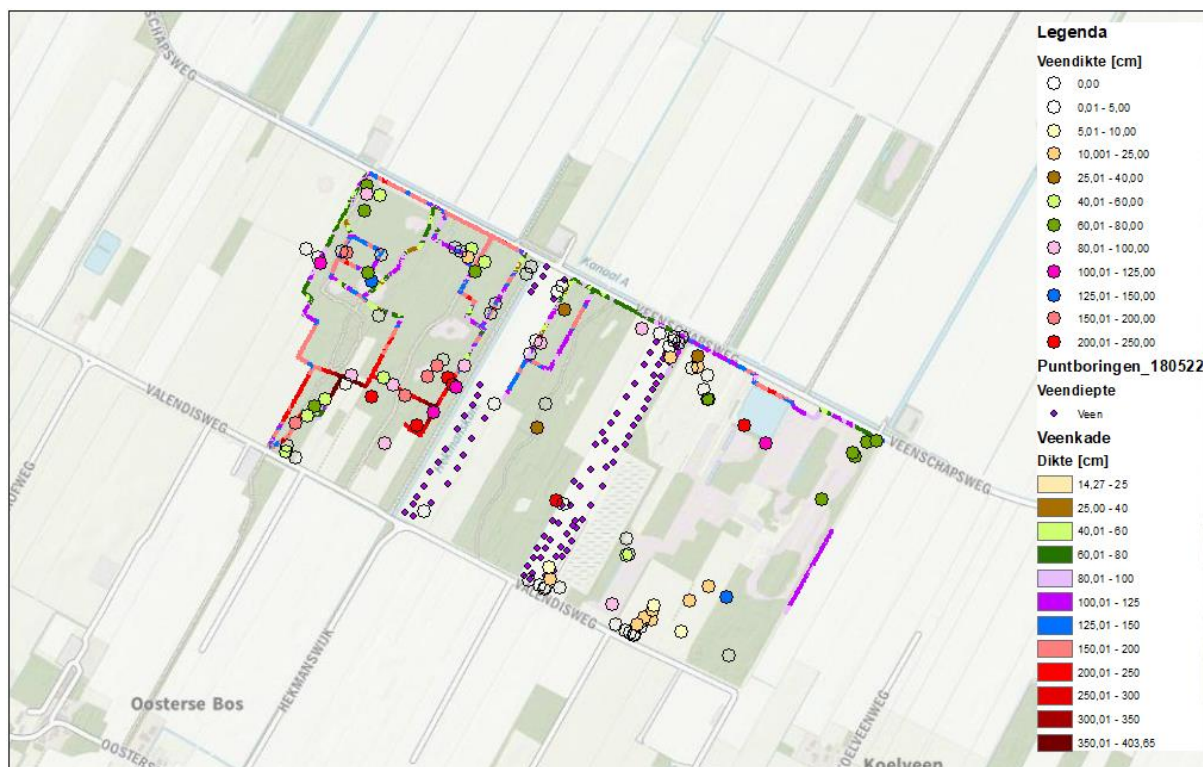 SCHAPSWEG
Kanaal A
VEENSCHAPSWEG
VALENDISWEG
VEENSCHAPSWEG
VALENDISWEG
HEKMANSWIJK
Oosterse Bos
OOSTERS
Koelveen
Legenda
Veendikte [cm]
0,00
0,01 - 5,00
5,01 - 10,00
10,001 - 25,00
25,01 - 40,00
40,01 - 60,00
60,01 - 80,00
80,01 - 100,00
100,01 - 125,00
125,01 - 150,00
150,01 - 200,00
200,01 - 250,00
Puntboringen_180522
Veendiepte
Veen
Veenkade
Dikte [cm]
14,27 - 25
25,00 - 40
40,01 - 60
60,01 - 80
80,01 - 100
100,01 - 125
125,01 - 150
150,01 - 200
200,01 - 250
250,01 - 300
300,01 - 350
350,01 - 403,65